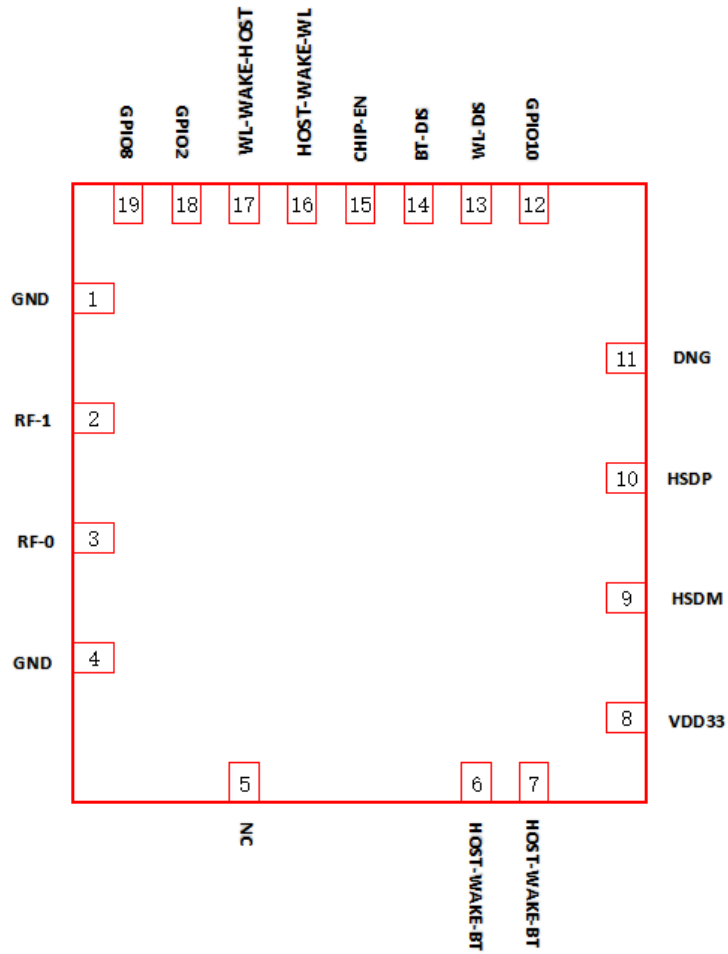 GPIO8
GPIO2
WL-WAKE-HOST
HOST-WAKE-WL
CHIP-EN
BT-DIS
WL-DIS
GPIO10
19
18
17
16
15
14
13
12
GND
1
11
DNG
RF-1
2
10
HSDP
RF-0
3
9
HSDM
GND
4
8
VDD33
5
6
7
NC
HOST-WAKE-BT
HOST-WAKE-BT